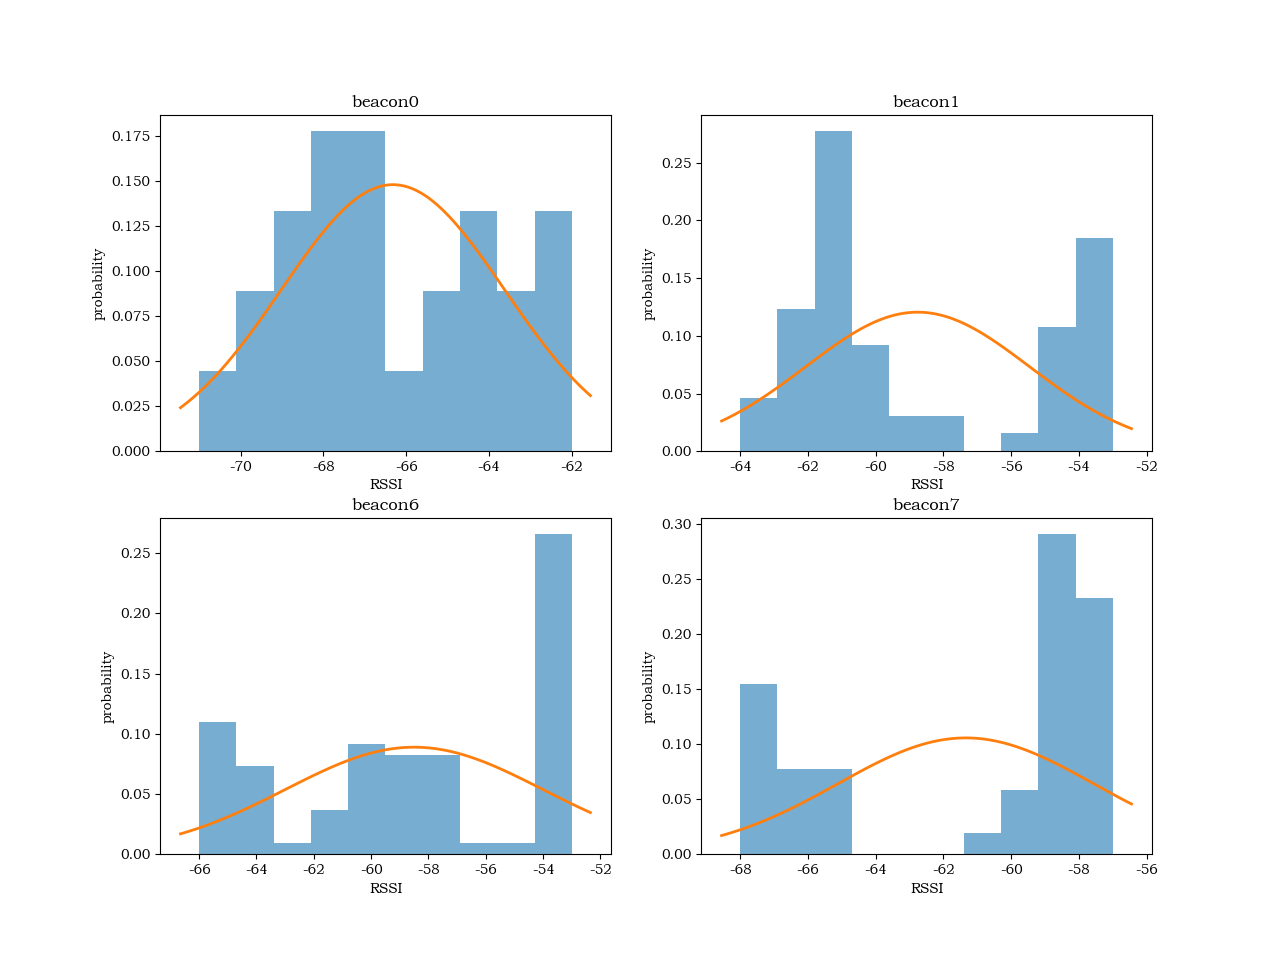 beacon0
probability
0.175
0.150
0.125
0.100
0.075
0.050
0.025
0.000
-70 -68 -66 -64 -62
RSSI
beacon1
probability
0.25
0.20
0.15
0.10
0.05
0.00
-64 -62 -60 -58 -56 -54 -52
RSSI
beacon6
probability
0.25
0.20
0.15
0.10
0.05
0.00
-66 -64 -62 -60 -58 -56 -54 -52
RSSI
beacon7
probability
0.30
0.25
0.20
0.15
0.10
0.05
0.00
-68 -66 -64 -62 -60 -58 -56
RSSI